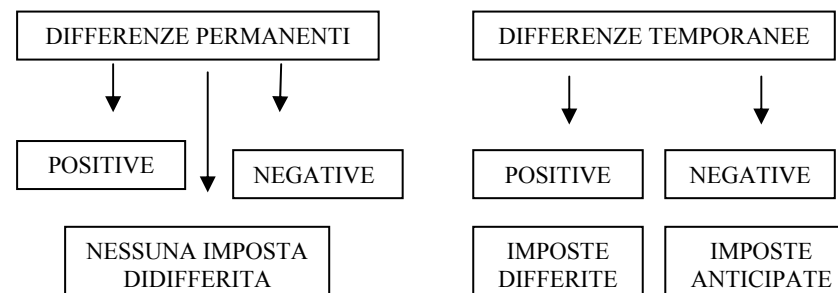 DIFFERENZE PERMANENTI
DIFFERENZE TEMPORANEE
POSITIVE
NEGATIVE
POSITIVE
NEGATIVE
NESSUNA IMPOSTA
DIDIFFERITA
IMPOSTE
DIFFERITE
IMPOSTE
ANTICIPATE